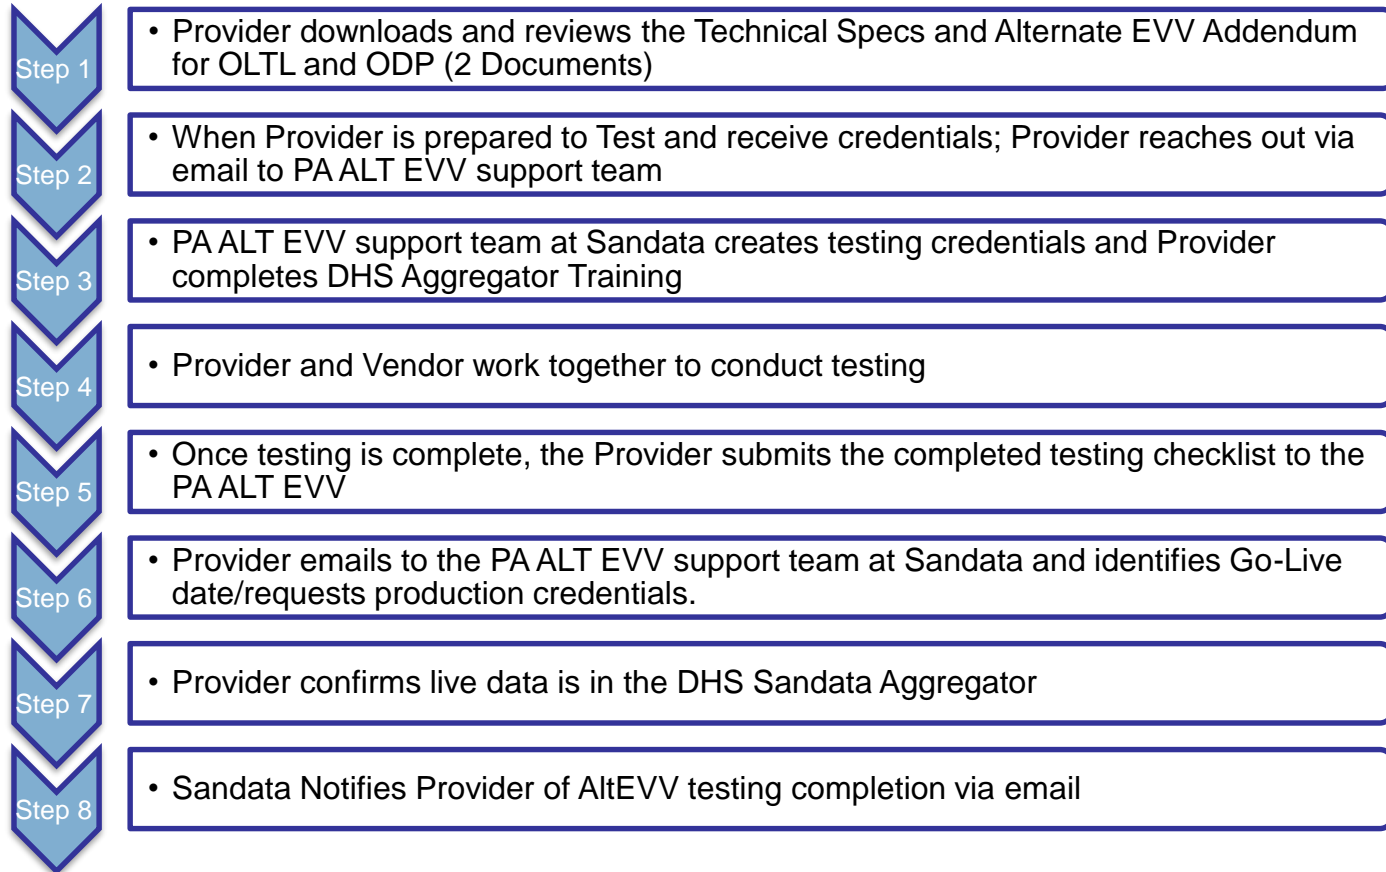 Step 1
• Provider downloads and reviews the Technical Specs and Alternate EVV Addendum
for OLTL and ODP (2 Documents)
Step 2
• When Provider is prepared to Test and receive credentials; Provider reaches out via
email to PA ALT EVV support team
Step 3
• PA ALT EVV support team at Sandata creates testing credentials and Provider
completes DHS Aggregator Training
Step 4
• Provider and Vendor work together to conduct testing
Step 5
• Once testing is complete, the Provider submits the completed testing checklist to the
PA ALT EVV
Step 6
• Provider emails to the PA ALT EVV support team at Sandata and identifies Go-Live
date/requests production credentials.
Step 7
• Provider confirms live data is in the DHS Sandata Aggregator
Step 8
• Sandata Notifies Provider of AltEVV testing completion via email